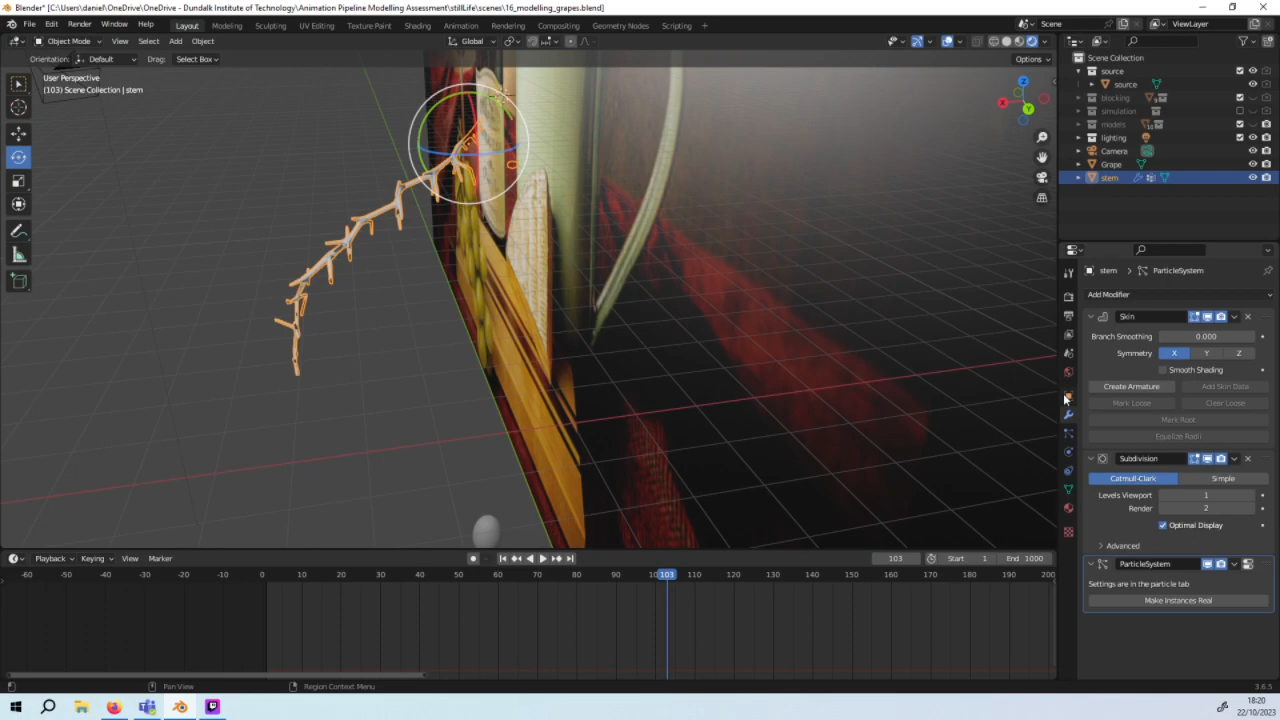 Blender* [C:\Users\daniel\OneDrive\OneDrive - Dundalk Institute of Technology\Animation Pipeline Modelling Assessment\stillLife\scenes\16_modelling_grapes.blend]
File Edit Render Window Help Layout Modeling Sculpting UV Editing Texture Paint Shading Animation Rendering Compositing Geometry Nodes Scripting + Scene ViewLayer
Object Mode View Select Add Object Global
Orientation: Default Drag: Select Box Options
User Perspective
(103) Scene Collection | stem
Z
X
Y
Scene Collection
source
source
blocking
simulation
models
lighting
Camera
Grape
stem
stem > ParticleSystem
Add Modifier
Skin
Branch Smoothing 0.000
Symmetry X Y Z
Smooth Shading
Create Armature Add Skin Data
Mark Loose Clear Loose
Mark Root
Equalize Radii
Subdivision
Catmull-Clark Simple
Levels Viewport 1
Render 2
Optimal Display
Advanced
ParticleSystem
Settings are in the particle tab
Make Instances Real
Playback Keying View Marker 103 Start 1 End 1000
-60 -50 -40 -30 -20 -10 0 10 20 30 40 50 60 70 80 90 103 110 120 130 140 150 160 170 180 190 200
Pan View Region Context Menu 3.6.5
18:20
22/10/2023